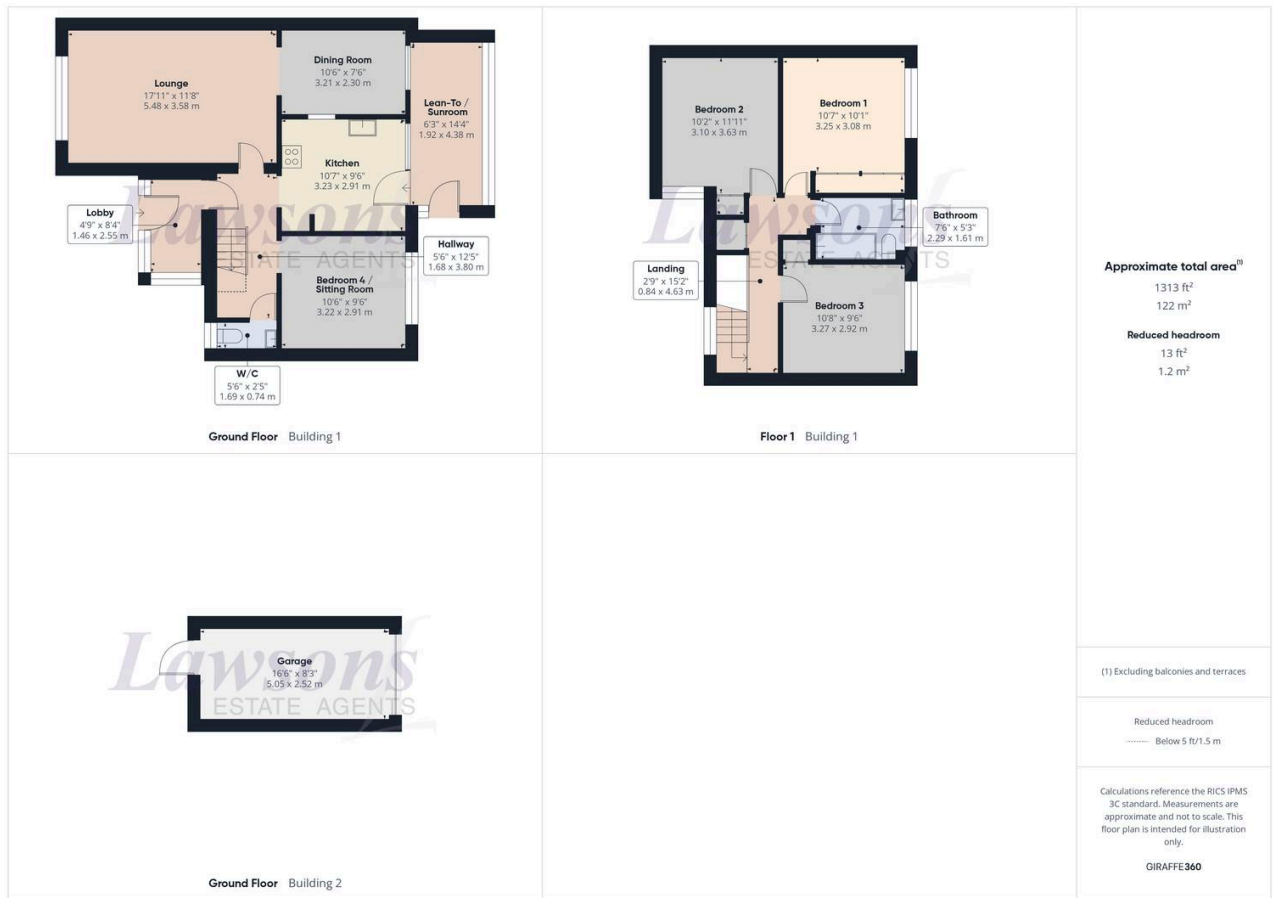 Lounge
17'11" x 11'8"
5.48 x 3.58 m
Dining Room
10'6" x 7'6"
3.21 x 2.30 m
Lean-To /
Sunroom
6'3" x 14'4"
1.92 x 4.38 m
Kitchen
10'7" x 9'6"
3.23 x 2.91 m
Lobby
4'9" x 8'4"
1.46 x 2.55 m
Hallway
5'6" x 12'5"
1.68 x 3.80 m
Bedroom 4 /
Sitting Room
10'6" x 9'6"
3.22 x 2.91 m
W/C
5'6" x 2'5"
1.69 x 0.74 m
Lawsons
ESTATE AGENTS
Ground Floor Building 1
Bedroom 2
10'2" x 11'11"
3.10 x 3.63 m
Bedroom 1
10'7" x 10'1"
3.25 x 3.08 m
Bathroom
7'6" x 5'3"
2.29 x 1.61 m
Landing
2'9" x 15'2"
0.84 x 4.63 m
Bedroom 3
10'8" x 9'6"
3.27 x 2.92 m
Lawsons
ESTATE AGENTS
Floor 1 Building 1
Garage
16'6" x 8'3"
5.05 x 2.52 m
Lawsons
ESTATE AGENTS
Ground Floor Building 2
Approximate total area(1)
1313 ft²
122 m²
Reduced headroom
13 ft²
1.2 m²
(1) Excluding balconies and terraces
Reduced headroom
Below 5 ft/1.5 m
Calculations reference the RICS IPMS
3C standard. Measurements are
approximate and not to scale. This
floor plan is intended for illustration
only.
GIRAFFE360